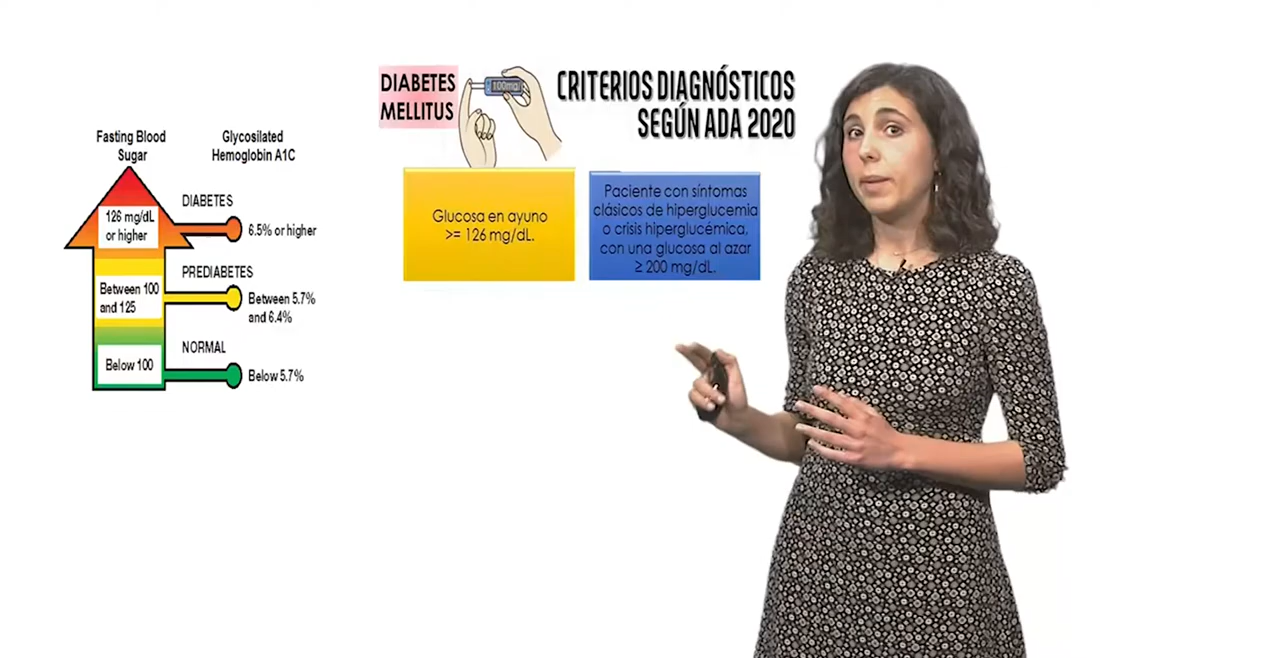 Fasting Blood
Sugar
Glycosilated
Hemoglobin A1C
126 mg/dL
or higher
DIABETES
6.5% or higher
Between 100
and 125
PREDIABETES
Between 5.7%
and 6.4%
Below 100
NORMAL
Below 5.7%
DIABETES
MELLITUS
100mg/
CRITERIOS DIAGNÓSTICOS
SEGÚN ADA 2020
Glucosa en ayuno
>= 126 mg/dL.
Paciente con síntomas
clásicos de hiperglucemia
o crisis hiperglucémica,
con una glucosa al azar
≥ 200 mg/dL.